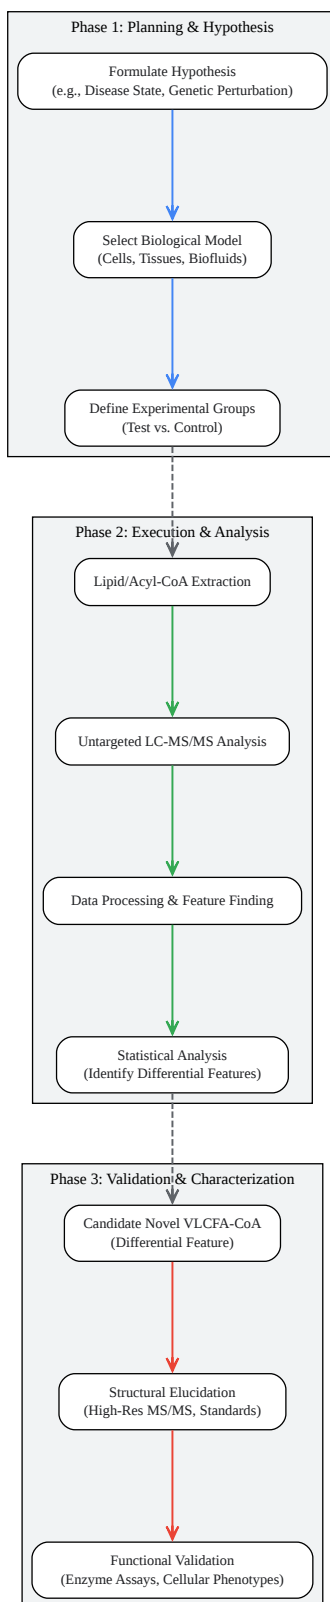 Phase 1: Planning & Hypothesis
Formulate Hypothesis
(e.g., Disease State, Genetic Perturbation)
Select Biological Model
(Cells, Tissues, Biofluids)
Define Experimental Groups
(Test vs. Control)
Phase 2: Execution & Analysis
Lipid/Acyl-CoA Extraction
Untargeted LC-MS/MS Analysis
Data Processing & Feature Finding
Statistical Analysis
(Identify Differential Features)
Phase 3: Validation & Characterization
Candidate Novel VLCFA-CoA
(Differential Feature)
Structural Elucidation
(High-Res MS/MS, Standards)
Functional Validation
(Enzyme Assays, Cellular Phenotypes)